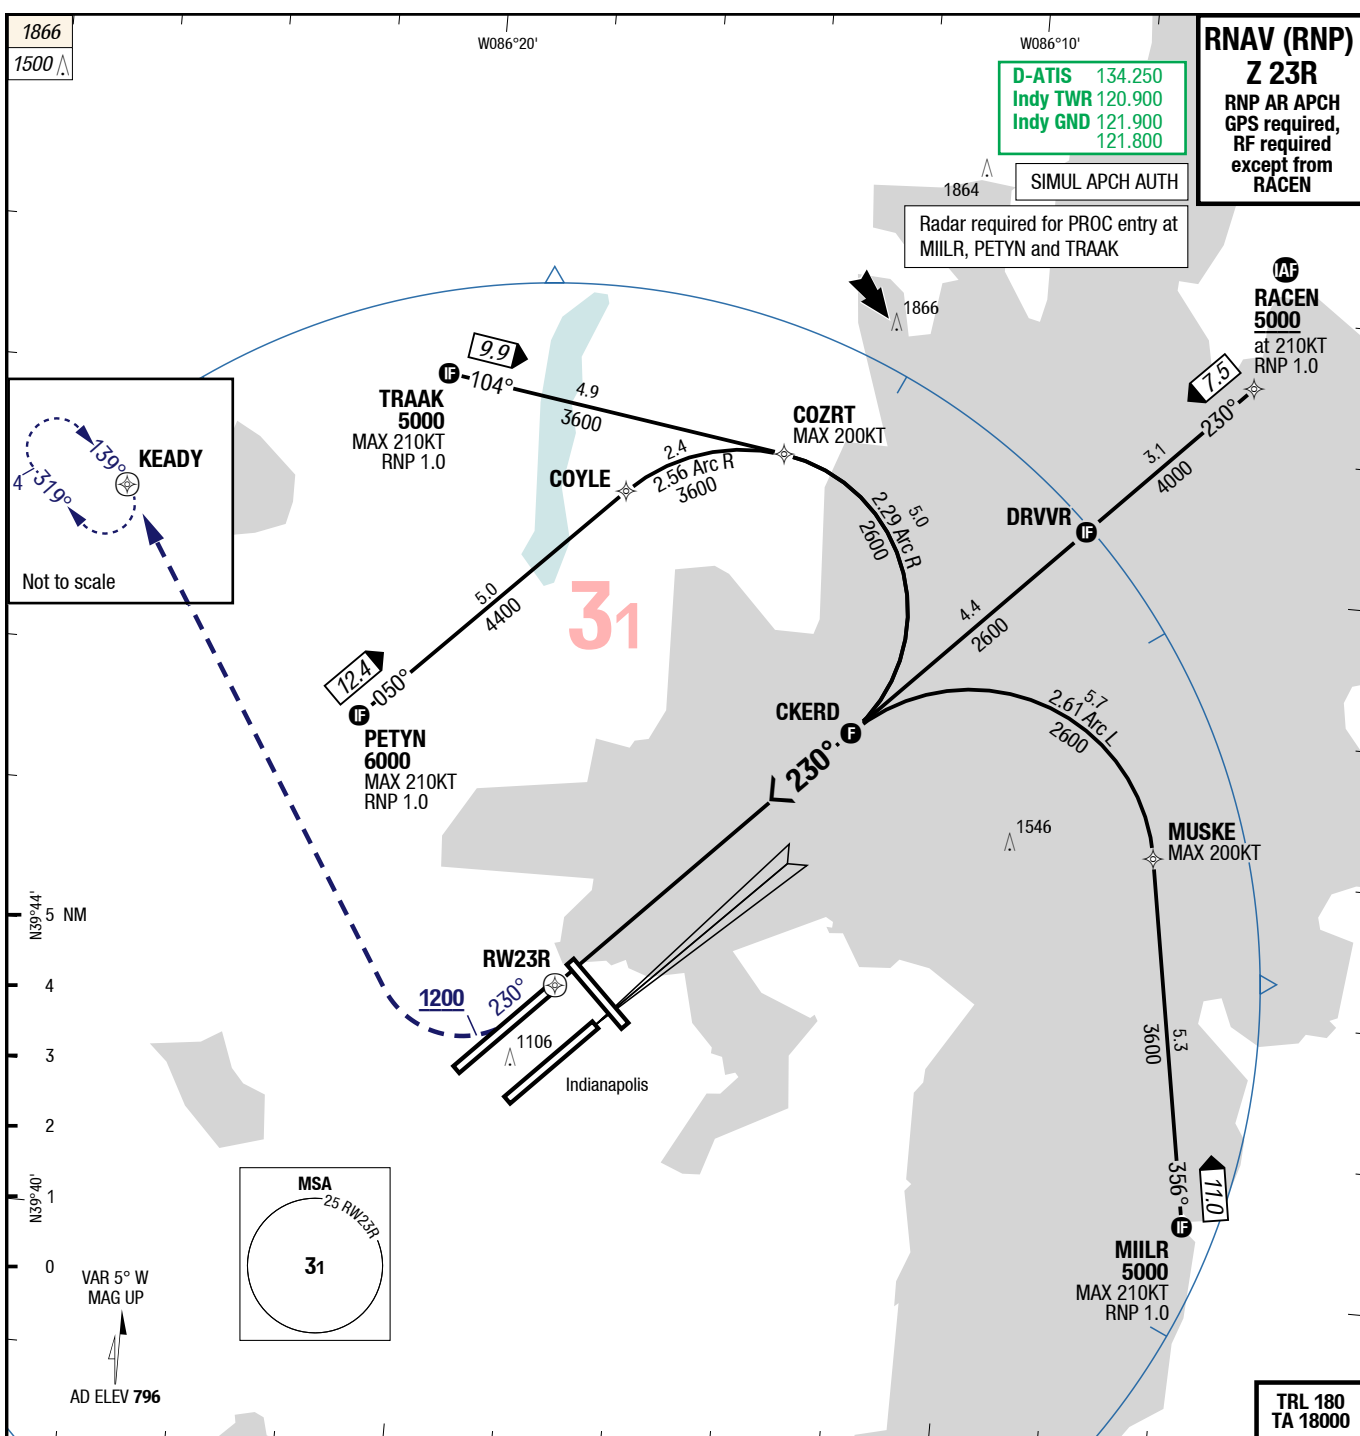 1866
1500
W086°20'
W086°10'
RNAV (RNP)
Z 23R
RNP AR APCH
GPS required,
RF required
except from
RACEN
D-ATIS 134.250
Indy TWR 120.900
Indy GND 121.900
121.800
SIMUL APCH AUTH
1864
Radar required for PROC entry at
MIILR, PETYN and TRAAK
1866
IAF
RACEN
5000
at 210KT
RNP 1.0
7.5
230°
3.1
4000
DRVVR
IF
4.4
2600
9.9
IF
104°
TRAAK
5000
MAX 210KT
RNP 1.0
4.9
3600
COZRT
MAX 200KT
COYLE
2.4
2.56 Arc R
3600
5.0
2.29 Arc R
2600
KEADY
139°
319°
4
Not to scale
31
5.0
4400
12.4
050°
IF
PETYN
6000
MAX 210KT
RNP 1.0
CKERD
F
230°
5.7
2.61 Arc L
2600
1546
MUSKE
MAX 200KT
5.3
3600
356°
11.0
IF
MIILR
5000
MAX 210KT
RNP 1.0
RW23R
230°
1200
1106
Indianapolis
N39°44'
5 NM
4
3
2
N39°40'
1
0
MSA
25 RW23R
31
VAR 5° W
MAG UP
AD ELEV 796
TRL 180
TA 18000